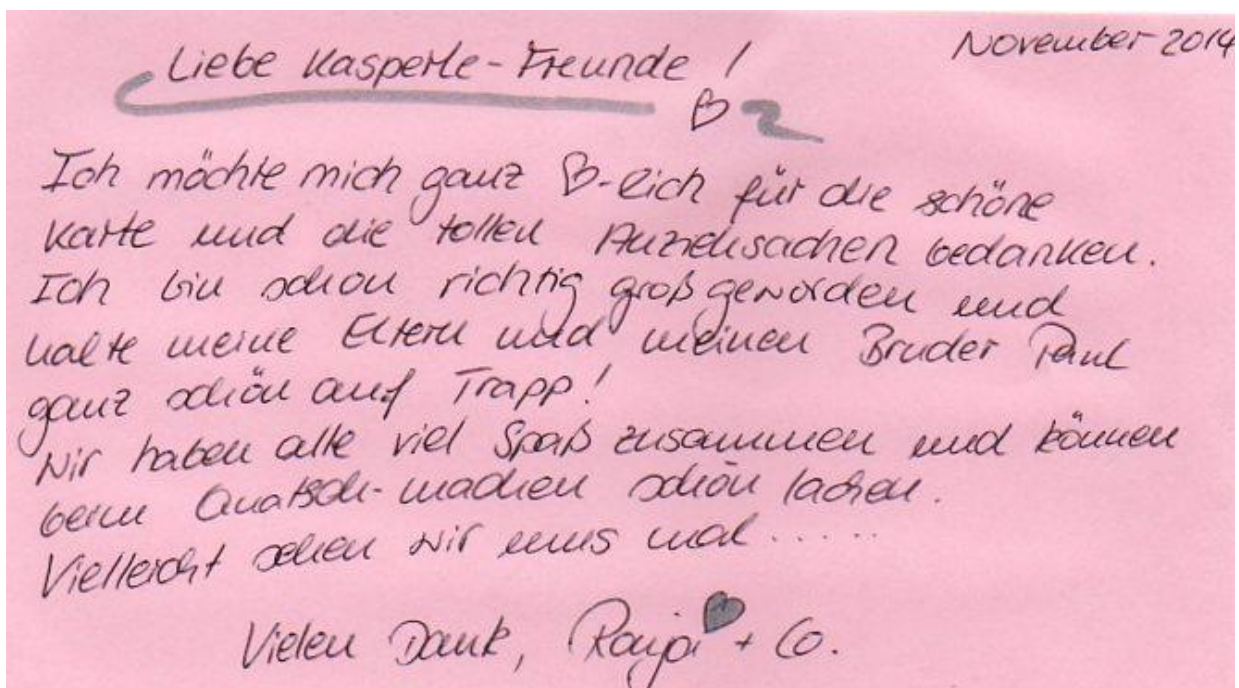 November 2014
Liebe Kasperle-Freunde!
Ich möchte mich ganz ♡-lich für die schöne
Karte und die tollen Anziehsachen bedanken.
Ich bin schon richtig groß geworden und
halte meine Eltern und meinen Bruder Paul
ganz schön auf Trapp!
Wir haben alle viel Spaß zusammen und können
beim Quatsch-machen schön lachen.
Vielleicht sehen wir uns mal......
Vielen Dank, + Co.